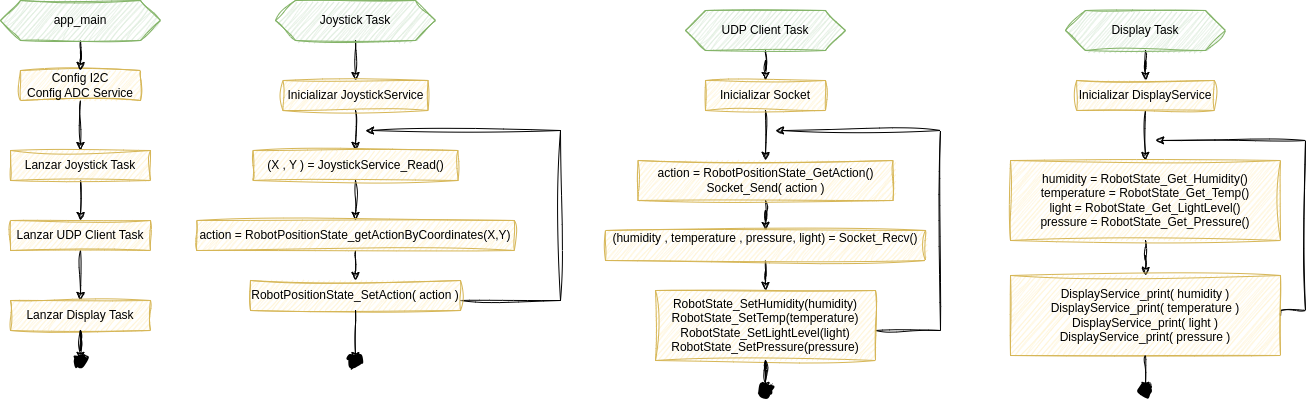 app_main
Config I2C
Config ADC Service
Lanzar Joystick Task
Lanzar UDP Client Task
Lanzar Display Task
Joystick Task
Inicializar JoystickService
(X , Y ) = JoystickService_Read()
action = RobotPositionState_getActionByCoordinates(X,Y)
RobotPositionState_SetAction( action )
UDP Client Task
Inicializar Socket
action = RobotPositionState_GetAction()
Socket_Send( action )
(humidity , temperature , pressure, light) = Socket_Recv()
RobotState_SetHumidity(humidity)
RobotState_SetTemp(temperature)
RobotState_SetLightLevel(light)
RobotState_SetPressure(pressure)
Display Task
Inicializar DisplayService
humidity = RobotState_Get_Humidity()
temperature = RobotState_Get_Temp()
light = RobotState_Get_LightLevel()
pressure = RobotState_Get_Pressure()
DisplayService_print( humidity )
DisplayService_print( temperature )
DisplayService_print( light )
DisplayService_print( pressure )